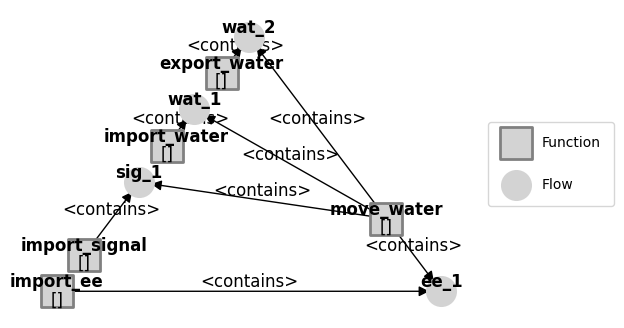 wat_2
<contains>
export_water
[]
wat_1
<contains>
<contains>
import_water
[]
<contains>
sig_1
<contains>
<contains>
move_water
[]
import_signal
[]
<contains>
import_ee
[]
<contains>
ee_1
Function
Flow